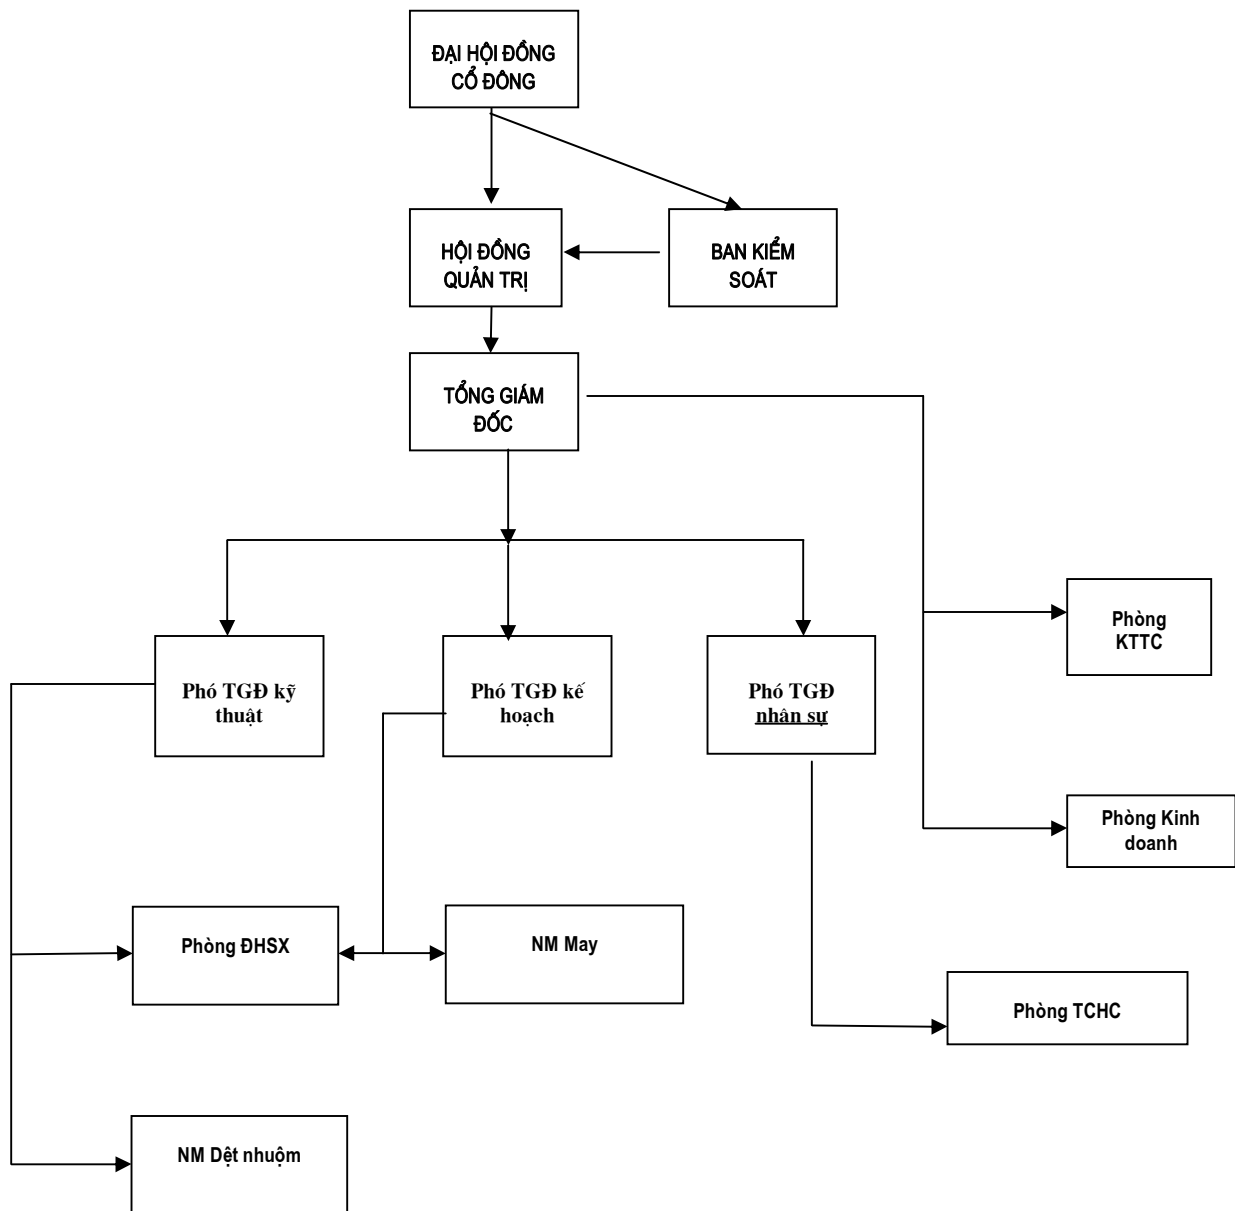 ĐẠI HỘI ĐỒNG
CỔ ĐÔNG
HỘI ĐỒNG
QUẢN TRỊ
BAN KIỂM
SOÁT
TỔNG GIÁM
ĐỐC
Phòng
KTTC
Phó TGĐ kỹ
thuật
Phó TGĐ kế
hoạch
Phó TGĐ
nhân sự
Phòng Kinh
doanh
Phòng ĐHSX
NM May
Phòng TCHC
NM Dệt nhuộm